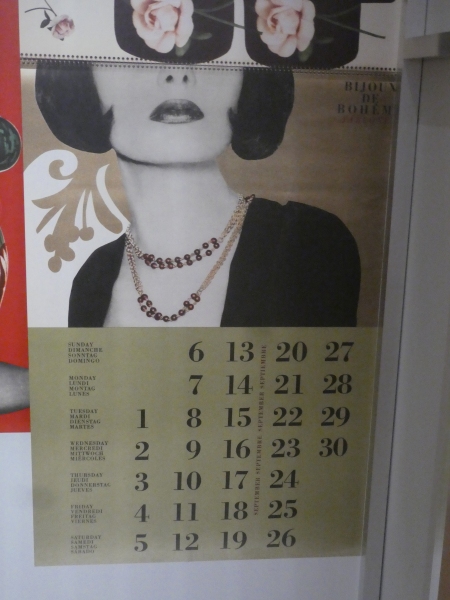 BIJOUX
DE
BOHÊM
SUNDAY
DIMANCHE
SONNTAG
DOMINGO
6 13 20 27
MONDAY
LUNDI
MONTAG
LUNES
7 14 21 28
TUESDAY
MARDI
DIENSTAG
MARTES
1 8 15 22 29
WEDNESDAY
MERCREDI
MITTWOCH
MIÉRCOLES
2 9 16 23 30
THURSDAY
JEUDI
DONNERSTAG
JUEVES
3 10 17 24
FRIDAY
VENDREDI
FREITAG
VIERNES
4 11 18 25
SATURDAY
SAMEDI
SAMSTAG
SÁBADO
5 12 19 26
SEPTEMBER SEPTEMBRE SEPTEMBER SEPTIEMBRE